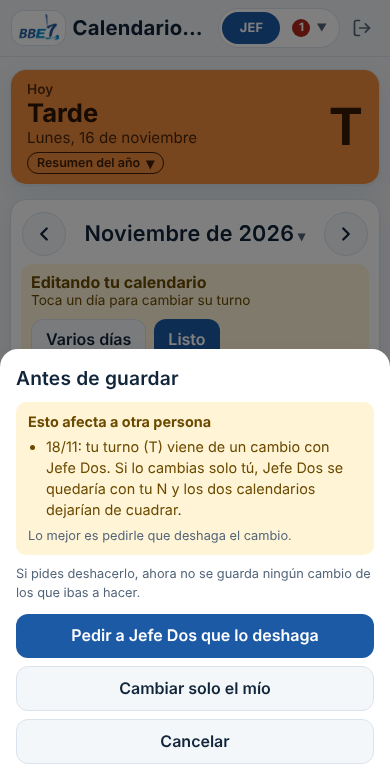 BBE
Calendario...
JEF
1
▼
Hoy
Tarde
Lunes, 16 de noviembre
Resumen del año ▼
T
Noviembre de 2026 ▾
Editando tu calendario
Toca un día para cambiar su turno
Varios días
Listo
Antes de guardar
Esto afecta a otra persona
• 18/11: tu turno (T) viene de un cambio con
Jefe Dos. Si lo cambias solo tú, Jefe Dos se
quedaría con tu N y los dos calendarios
dejarían de cuadrar.
Lo mejor es pedirle que deshaga el cambio.
Si pides deshacerlo, ahora no se guarda ningún cambio de
los que ibas a hacer.
Pedir a Jefe Dos que lo deshaga
Cambiar solo el mío
Cancelar